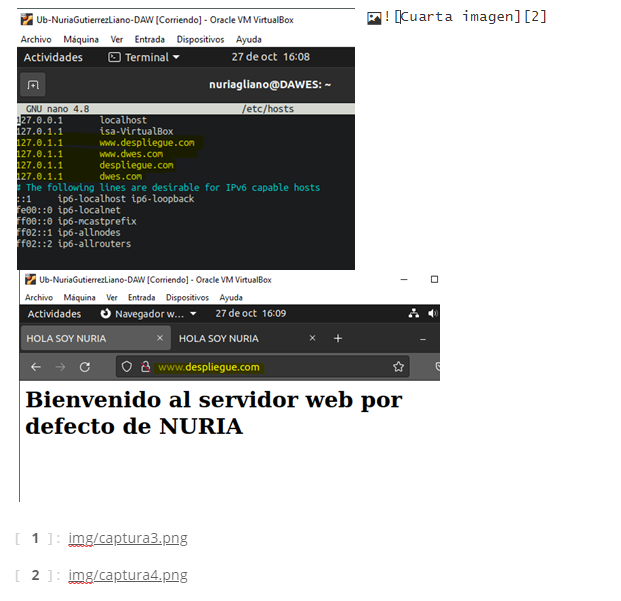 Ub-NuriaGutierrezLiano-DAW [Corriendo] - Oracle VM VirtualBox
Archivo Máquina Ver Entrada Dispositivos Ayuda
Actividades Terminal 27 de oct 16:08
nuriagliano@DAWES: ~
GNU nano 4.8 /etc/hosts
127.0.0.1 localhost
127.0.1.1 isa-VirtualBox
127.0.1.1 www.despliegue.com
127.0.1.1 www.dwes.com
127.0.1.1 despliegue.com
127.0.1.1 dwes.com
# The following lines are desirable for IPv6 capable hosts
::1 ip6-localhost ip6-loopback
fe00::0 ip6-localnet
ff00::0 ip6-mcastprefix
ff02::1 ip6-allnodes
ff02::2 ip6-allrouters
![Cuarta imagen][2]
Ub-NuriaGutierrezLiano-DAW [Corriendo] - Oracle VM VirtualBox
Archivo Máquina Ver Entrada Dispositivos Ayuda
Actividades Navegador w... 27 de oct 16:09
HOLA SOY NURIA × HOLA SOY NURIA × +
www.despliegue.com
Bienvenido al servidor web por
defecto de NURIA
[ 1 ]: img/captura3.png
[ 2 ]: img/captura4.png